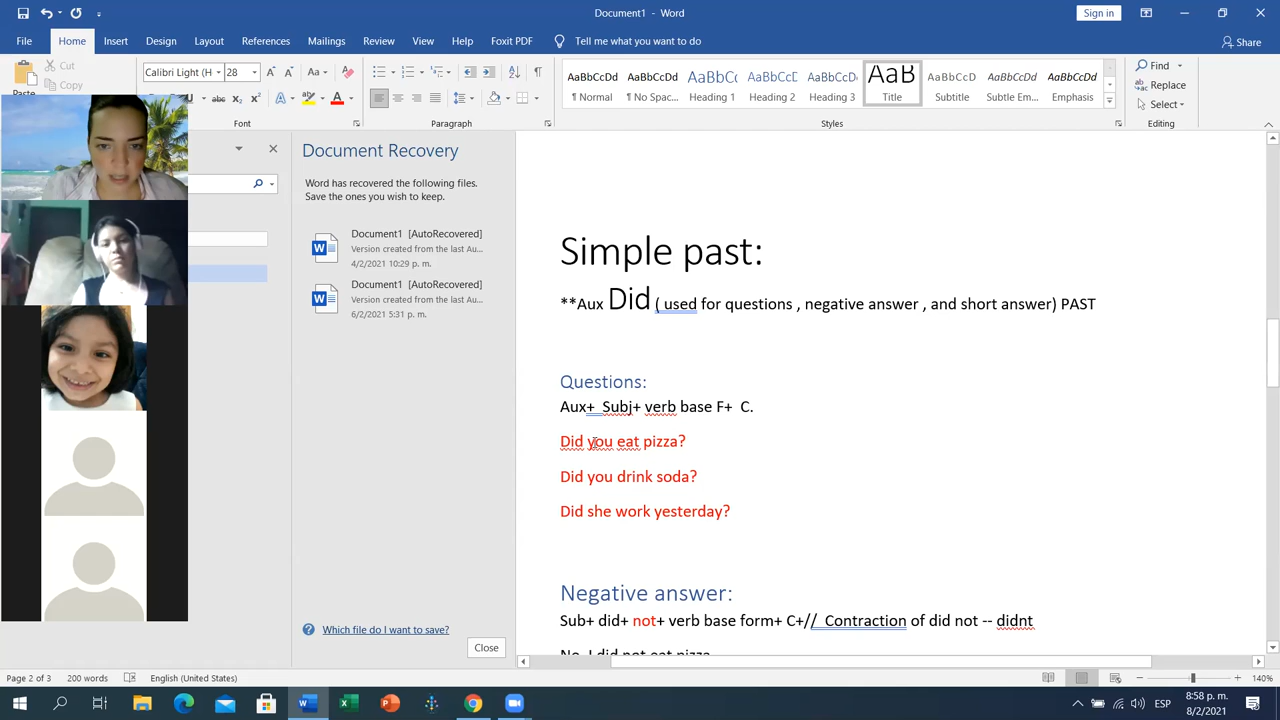 Document1 - Word
Sign in
File Home Insert Design Layout References Mailings Review View Help Foxit PDF Tell me what you want to do Share
Cut
Copy
Calibri Light (H 28
Font Paragraph Styles Editing
AaBbCcDd AaBbCcDd AaBbCc AaBbCcD AaBbCcD AaB AaBbCcD AaBbCcDd AaBbCcDd
¶ Normal ¶ No Spac... Heading 1 Heading 2 Heading 3 Title Subtitle Subtle Em... Emphasis
Find
Replace
Select
Document Recovery
Word has recovered the following files.
Save the ones you wish to keep.
Document1 [AutoRecovered]
Version created from the last Au...
4/2/2021 10:29 p. m.
Document1 [AutoRecovered]
Version created from the last Au...
6/2/2021 5:31 p. m.
Which file do I want to save?
Close
Simple past:
**Aux Did ( used for questions , negative answer , and short answer) PAST
Questions:
Aux+ Subj+ verb base F+ C.
Did you eat pizza?
Did you drink soda?
Did she work yesterday?
Negative answer:
Sub+ did+ not+ verb base form+ C+// Contraction of did not -- didnt
No, I did not eat pizza
Page 2 of 3 200 words English (United States) 140%
ESP
8:58 p. m.
8/2/2021